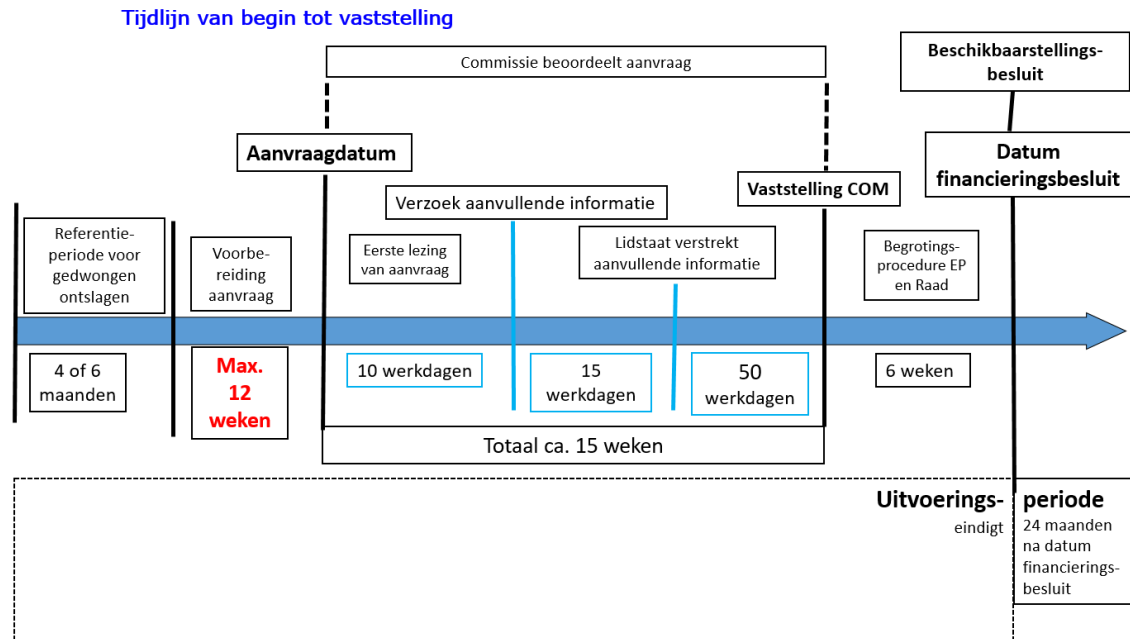 Tijdlijn van begin tot vaststelling
Commissie beoordeelt aanvraag
Beschikbaarstellings-
besluit
Aanvraagdatum
Datum
financieringsbesluit
Vaststelling COM
Verzoek aanvullende informatie
Referentie-
periode voor
gedwongen
ontslagen
Voorbe-
reiding
aanvraag
Eerste lezing
van aanvraag
Lidstaat verstrekt
aanvullende informatie
Begrotings-
procedure EP
en Raad
4 of 6
maanden
Max.
12
weken
10 werkdagen
15
werkdagen
50
werkdagen
6 weken
Totaal ca. 15 weken
Uitvoerings-
eindigt
periode
24 maanden
na datum
financierings-
besluit